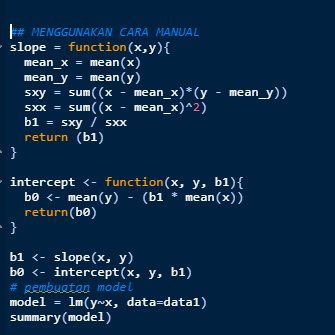 ## MENGGUNAKAN CARA MANUAL
slope = function(x,y){
  mean_x = mean(x)
  mean_y = mean(y)
  sxy = sum((x - mean_x)*(y - mean_y))
  sxx = sum((x - mean_x)^2)
  b1 = sxy / sxx
  return (b1)
}

intercept <- function(x, y, b1){
  b0 <- mean(y) - (b1 * mean(x))
  return(b0)
}

b1 <- slope(x, y)
b0 <- intercept(x, y, b1)
# pembuatan model
model = lm(y~x, data=data1)
summary(model)